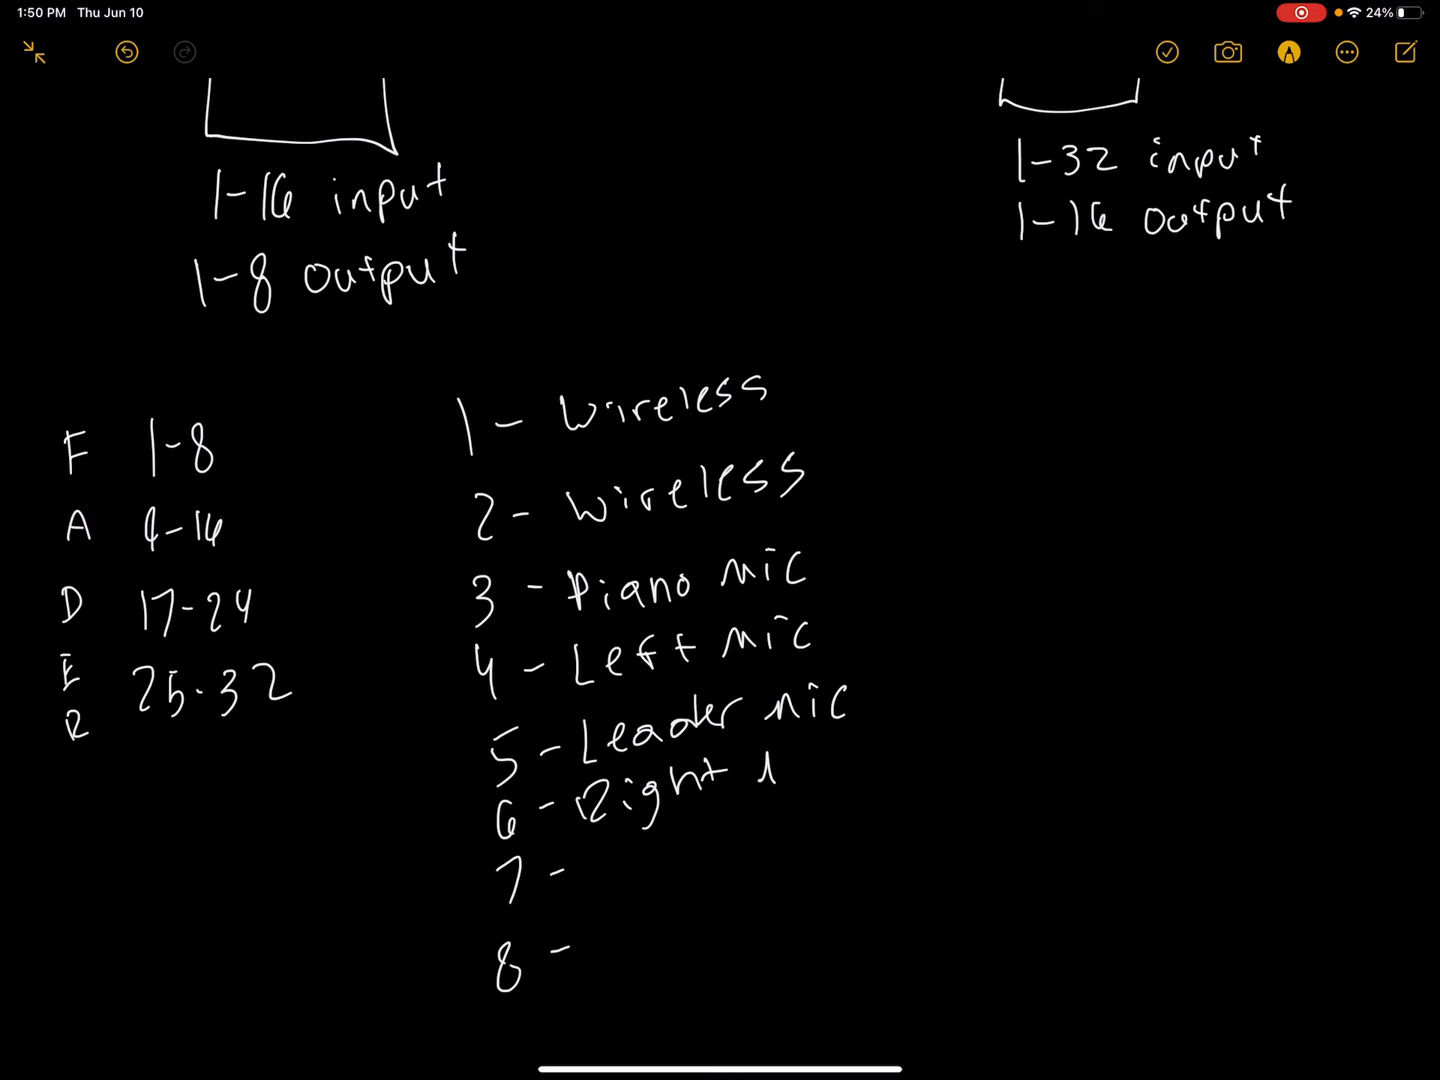 1:50 PM Thu Jun 10
24%
1-16 input
1-8 output
1-32 input
1-16 output
F 1-8
A 9-16
D 17-24
E 25-32
R
1 - Wireless
2 - Wireless
3 - Piano mic
4 - Left mic
5 - Leader mic
6 - Right
7 -
8 -